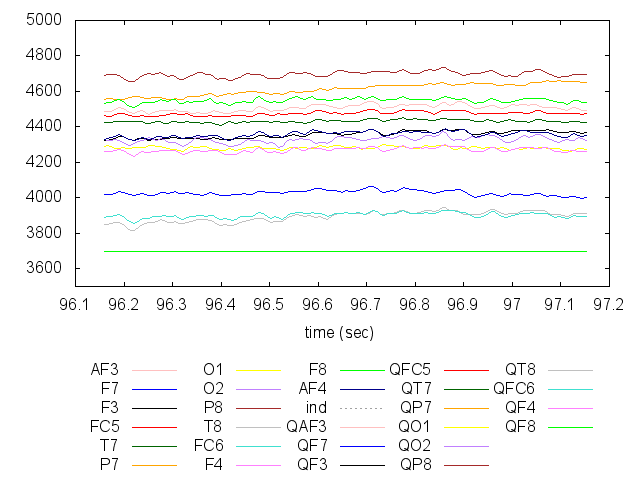 5000
4800
4600
4400
4200
4000
3800
3600
96.1 96.2 96.3 96.4 96.5 96.6 96.7 96.8 96.9 97 97.1 97.2
time (sec)
AF3 O1 F8 QFC5 QT8
F7 O2 AF4 QT7 QFC6
F3 P8 ind QP7 QF4
FC5 T8 QAF3 QO1 QF8
T7 FC6 QF7 QO2
P7 F4 QF3 QP8